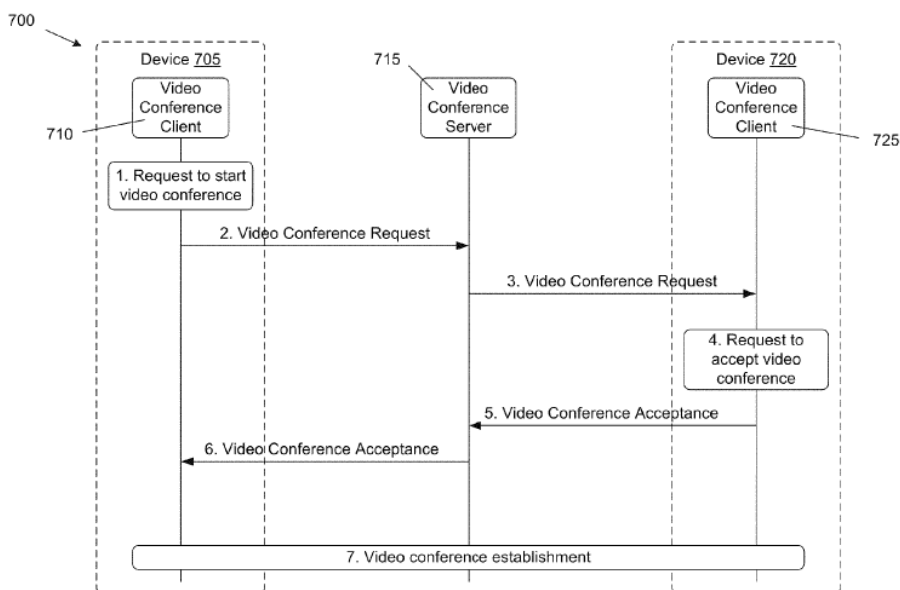 700
Device 705
715
Device 720
Video
Conference
Client
Video
Conference
Server
Video
Conference
Client
710
725
1. Request to start
video conference
2. Video Conference Request
3. Video Conference Request
4. Request to
accept video
conference
5. Video Conference Acceptance
6. Video Conference Acceptance
7. Video conference establishment